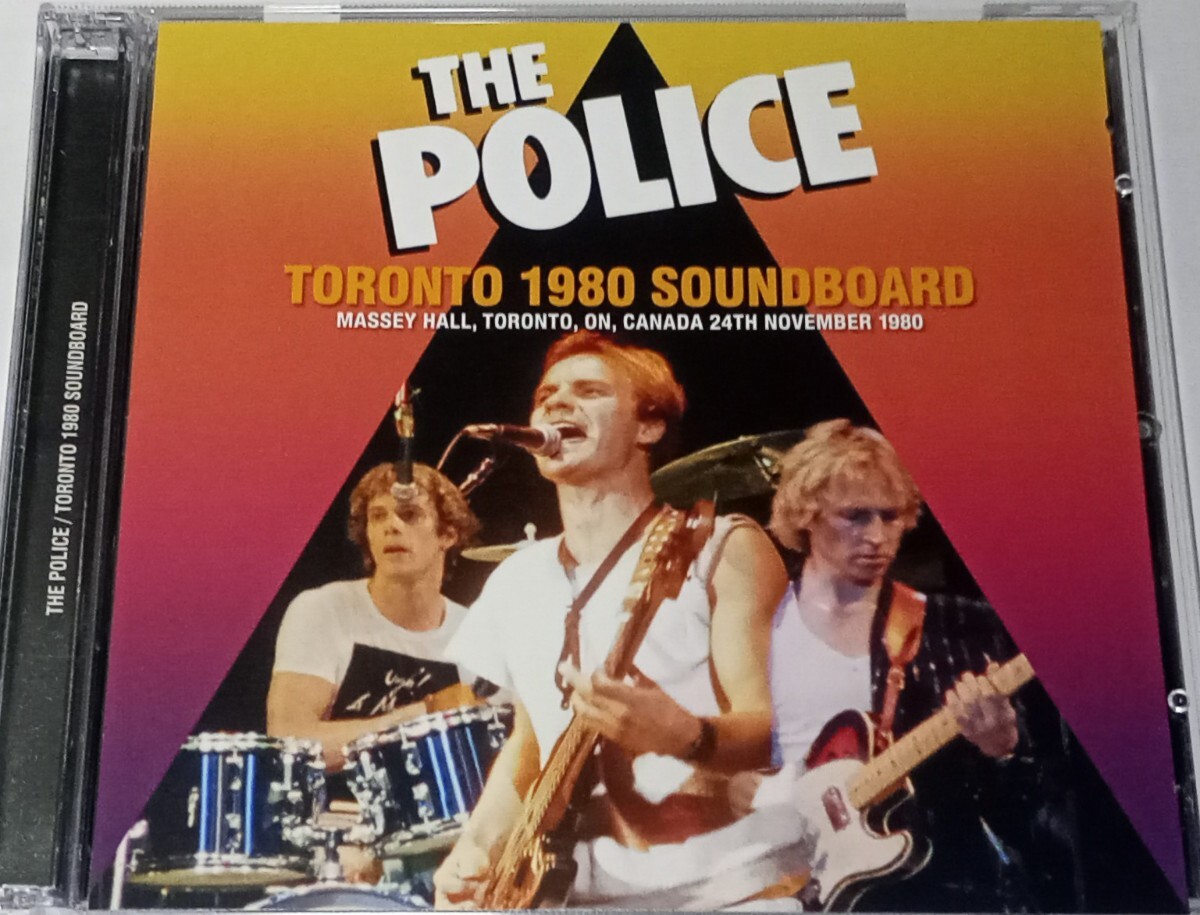 THE
POLICE
TORONTO 1980 SOUNDBOARD
MASSEY HALL, TORONTO, ON, CANADA 24TH NOVEMBER 1980
THE POLICE / TORONTO 1980 SOUNDBOARD